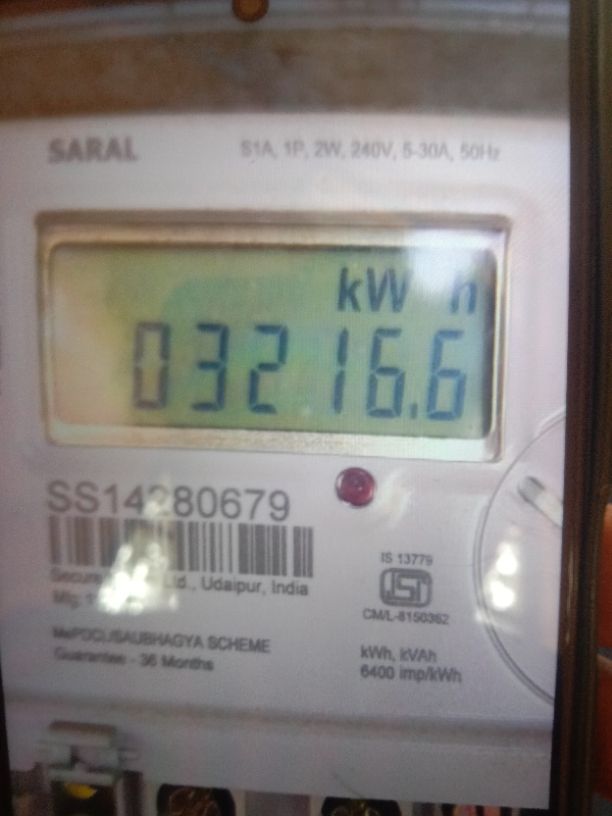 SARAL
S1A, 1P, 2W, 240V, 5-30A, 50Hz
kW h
03216.6
SS14280679
Secure Ltd., Udaipur, India
IS 13779
CM/L-8150362
SAUBHAGYA SCHEME
Guarantee - 36 Months
kWh, kVAh
6400 imp/kWh